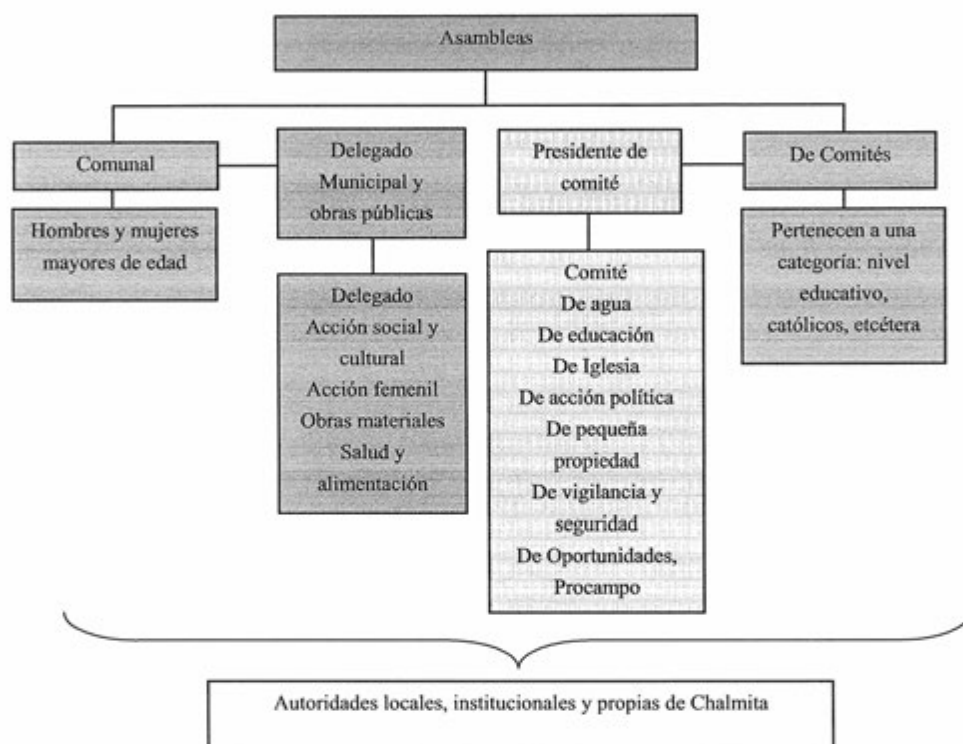 Asambleas
Comunal
Hombres y mujeres
mayores de edad
Delegado
Municipal y
obras públicas
Delegado
Acción social y
cultural
Acción femenil
Obras materiales
Salud y
alimentación
Presidente de
comité
Comité
De agua
De educación
De Iglesia
De acción política
De pequeña
propiedad
De vigilancia y
seguridad
De Oportunidades,
Procampo
De Comités
Pertenecen a una
categoría: nivel
educativo,
católicos, etcétera
Autoridades locales, institucionales y propias de Chalmita